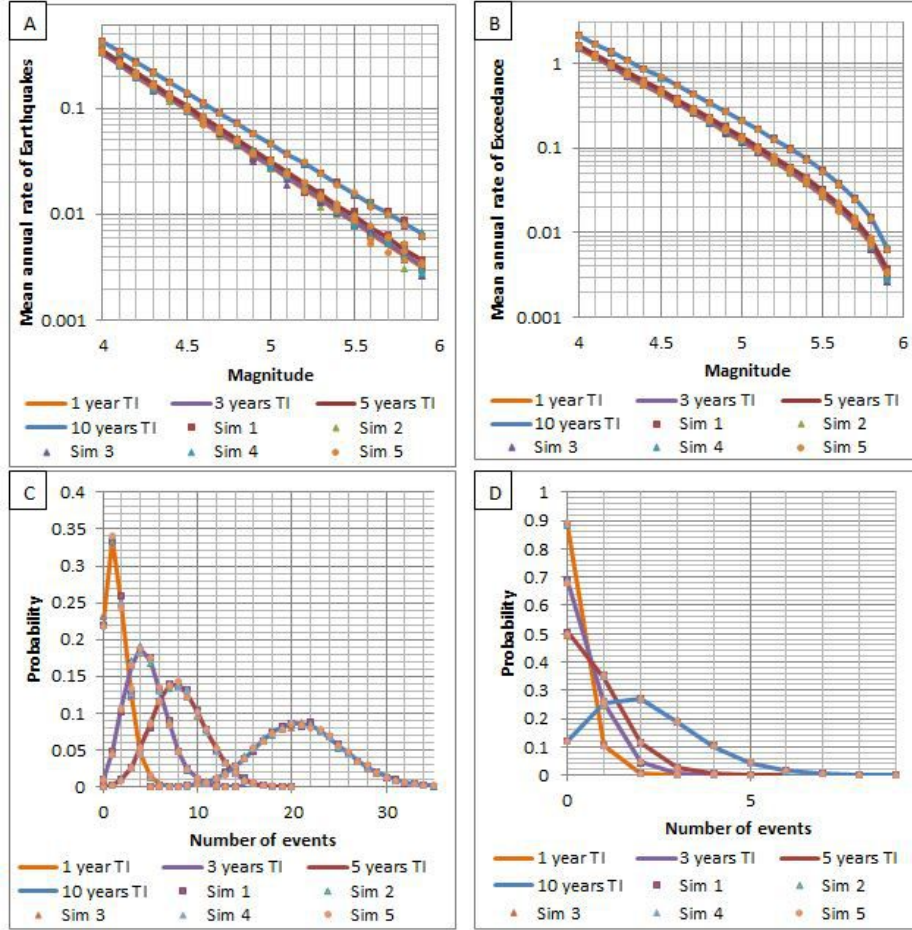 A
Mean annual rate of Earthquakes
0.1
0.01
0.001
4
4.5
5
5.5
6
Magnitude
1 year TI
3 years TI
5 years TI
10 years TI
Sim 1
Sim 2
Sim 3
Sim 4
Sim 5
B
Mean annual rate of Exceedance
1
0.1
0.01
0.001
4
4.5
5
5.5
6
Magnitude
1 year TI
3 years TI
5 years TI
10 years TI
Sim 1
Sim 2
Sim 3
Sim 4
Sim 5
C
Probability
0.4
0.35
0.3
0.25
0.2
0.15
0.1
0.05
0
0
10
20
30
Number of events
1 year TI
3 years TI
5 years TI
10 years TI
Sim 1
Sim 2
Sim 3
Sim 4
Sim 5
D
Probability
1
0.9
0.8
0.7
0.6
0.5
0.4
0.3
0.2
0.1
0
0
5
Number of events
1 year TI
3 years TI
5 years TI
10 years TI
Sim 1
Sim 2
Sim 3
Sim 4
Sim 5